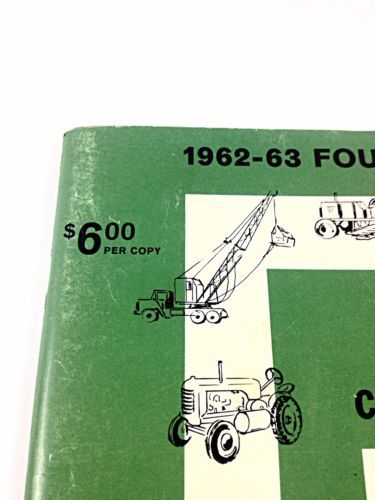 1962-63 FOU
$6.00
PER COPY
C